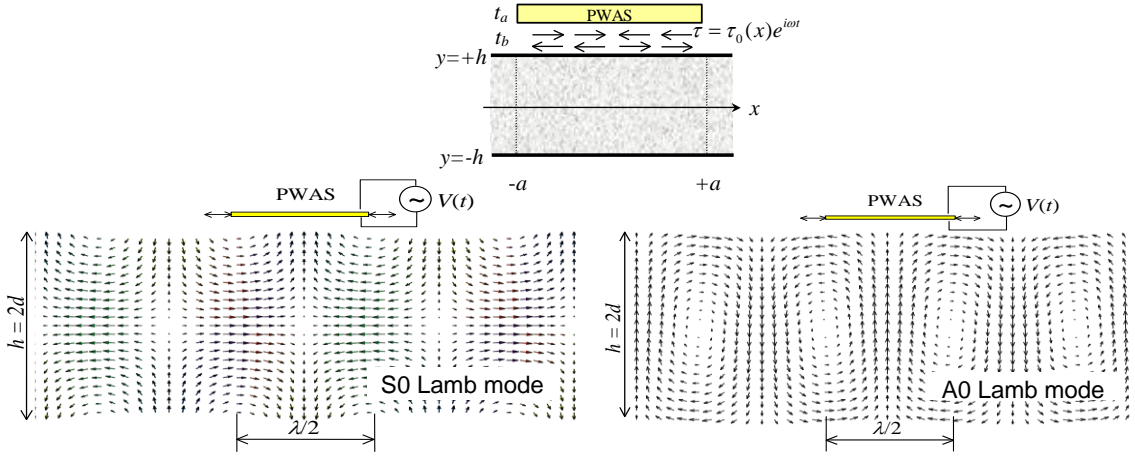 t_a
PWAS
t_b
τ = τ_0(x)e^{iωt}
y=+h
x
y=-h
-a
+a
PWAS
~
V(t)
h = 2d
S0 Lamb mode
λ/2
PWAS
~
V(t)
h = 2d
A0 Lamb mode
λ/2